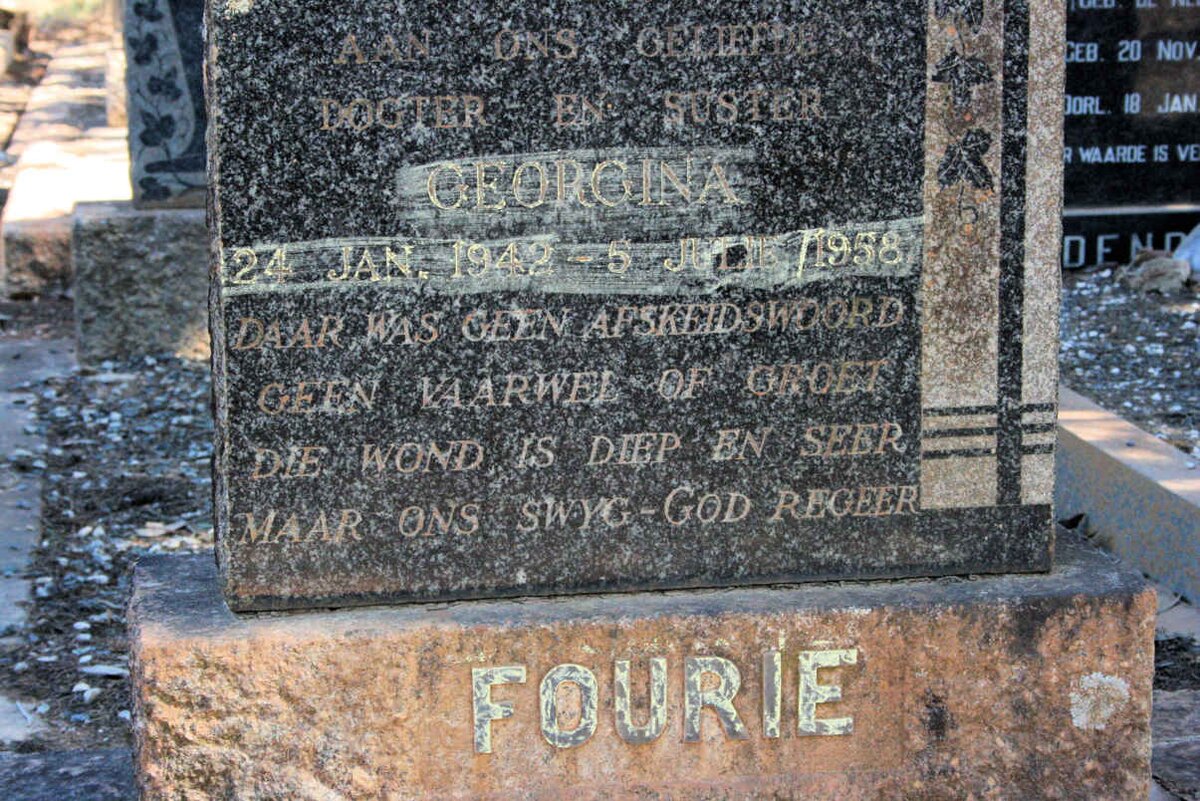 AAN ONS GELIEFDE
DOGTER EN SUSTER
GEORGINA
24 JAN. 1942 - 5 JULIE 1958
DAAR WAS GEEN AFSKEIDSWOORD
GEEN VAARWEL OF GROET
DIE WOND IS DIEP EN SEER
MAAR ONS SWYG - GOD REGEER
FOURIE
GEB. 20 NOV.
OORL. 18 JAN
WAARDE IS